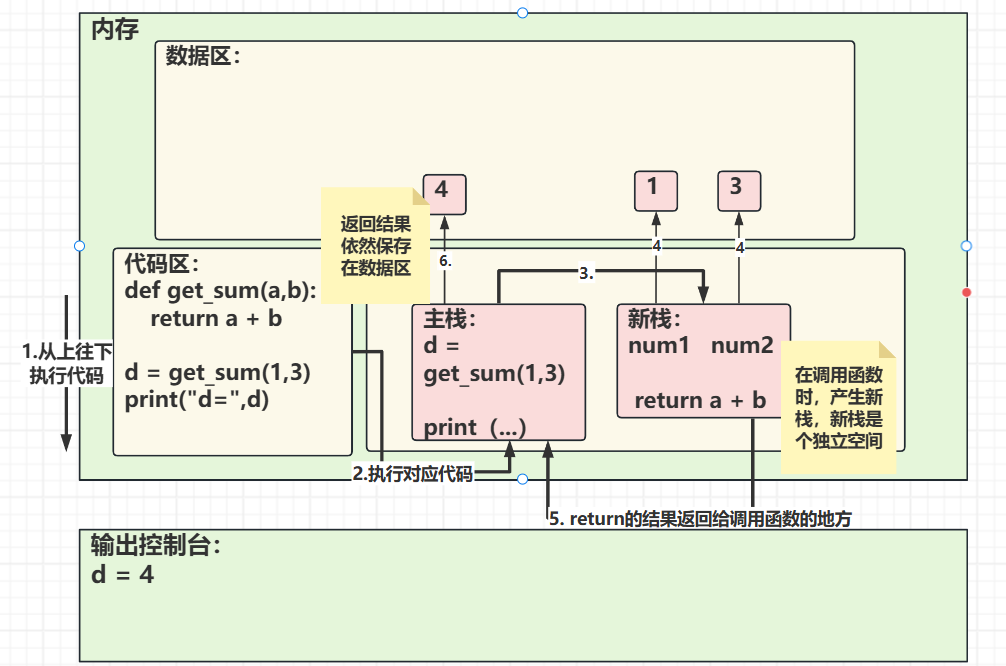 内存
数据区：
4
1
3
返回结果
依然保存
在数据区
6.
4
4
3.
代码区：
def get_sum(a,b):
return a + b
d = get_sum(1,3)
print("d=",d)
1.从上往下
执行代码
主栈：
d =
get_sum(1,3)
print（...）
新栈：
num1 num2
return a + b
在调用函数
时，产生新
栈，新栈是
个独立空间
2.执行对应代码
5. return的结果返回给调用函数的地方
输出控制台：
d = 4